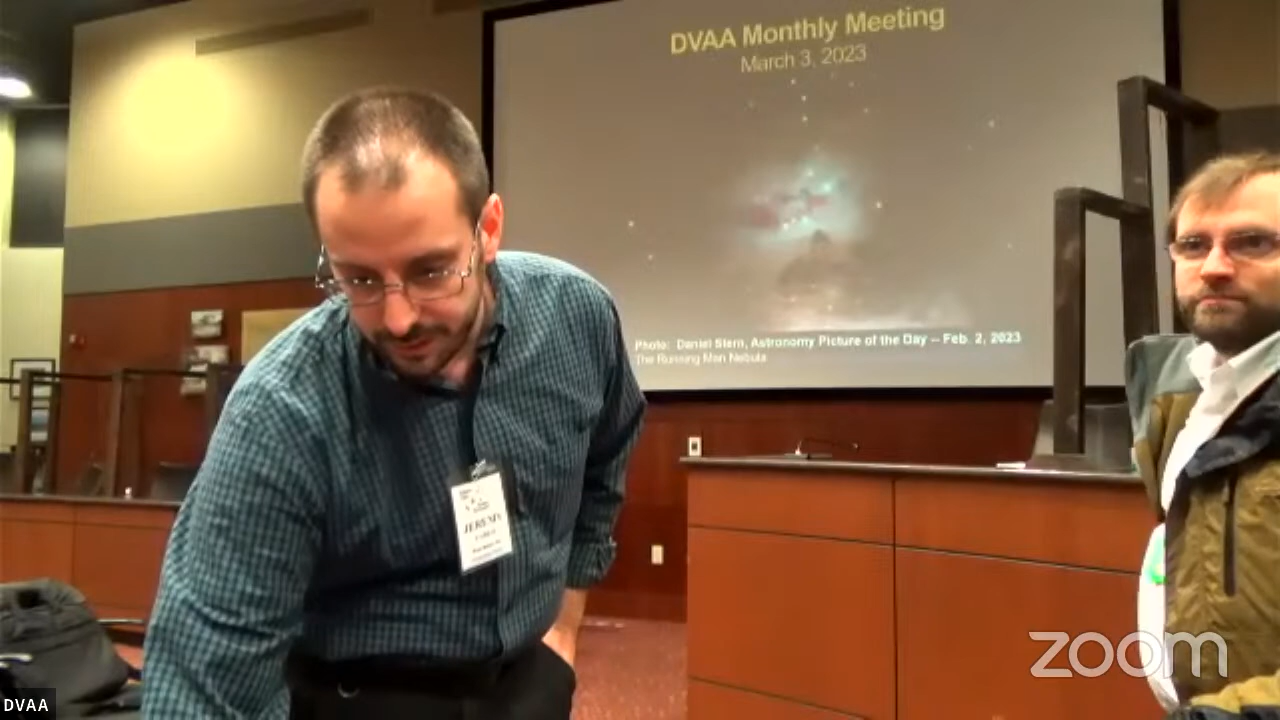 DVAA Monthly Meeting
March 3, 2023
Photo: Daniel Stern, Astronomy Picture of the Day -- Feb. 2, 2023
The Running Man Nebula
JEREMY
zoom
DVAA